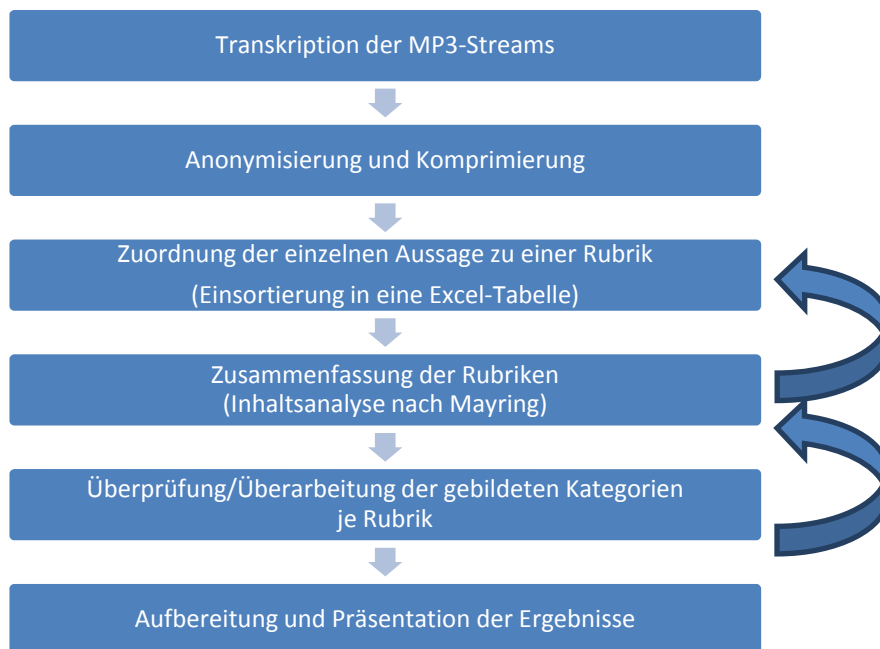 Transkription der MP3-Streams
Anonymisierung und Komprimierung
Zuordnung der einzelnen Aussage zu einer Rubrik
(Einsortierung in eine Excel-Tabelle)
Zusammenfassung der Rubriken
(Inhaltsanalyse nach Mayring)
Überprüfung/Überarbeitung der gebildeten Kategorien
je Rubrik
Aufbereitung und Präsentation der Ergebnisse